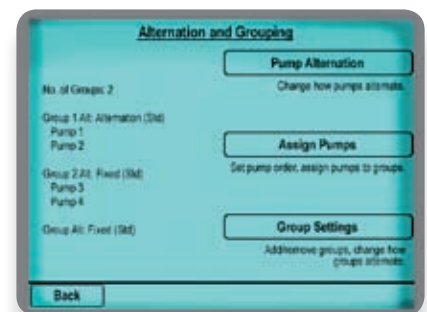 Alternation and Grouping
No. of Groups: 2
Group 1 Alt: Alternation (Std)
Pump 1
Pump 2
Group 2 Alt: Fixed (Std)
Pump 3
Pump 4
Group Alt: Fixed (Std)
Pump Alternation
Change how pumps alternate.
Assign Pumps
Set pump order, assign pumps to groups.
Group Settings
Add/remove groups, change how
groups alternate.
Back